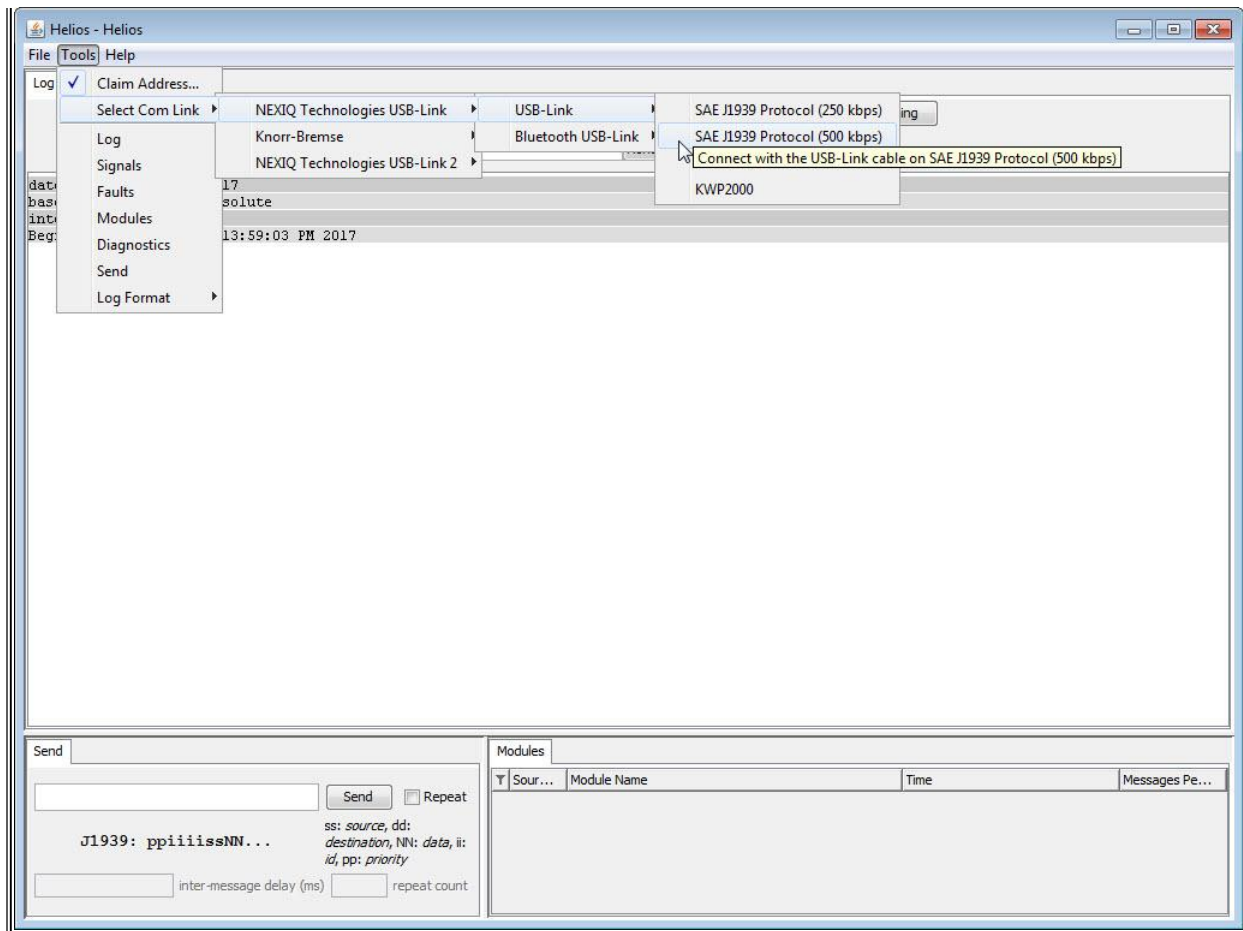 Helios - Helios
File Tools Help
Log
Claim Address...
Select Com Link
Log
Signals
Faults
Modules
Diagnostics
Send
Log Format
NEXIQ Technologies USB-Link
Knorr-Bremse
NEXIQ Technologies USB-Link 2
USB-Link
Bluetooth USB-Link
SAE J1939 Protocol (250 kbps)
SAE J1939 Protocol (500 kbps)
Connect with the USB-Link cable on SAE J1939 Protocol (500 kbps)
KWP2000
ing
date 17
base solute
inte
Beg: 13:59:03 PM 2017
Send
Send Repeat
J1939: ppiiiissNN...
ss: source, dd:
destination, NN: data, ii:
id, pp: priority
inter-message delay (ms) repeat count
Modules
Sour... Module Name Time Messages Pe...